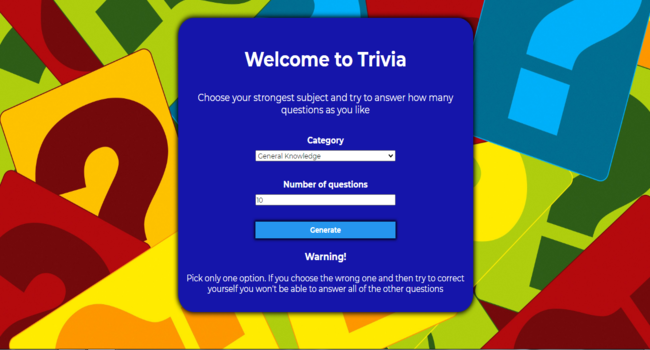 Welcome to Trivia
Choose your strongest subject and try to answer how many
questions as you like
Category
General Knowledge
Number of questions
10
Generate
Warning!
Pick only one option. If you choose the wrong one and then try to correct
yourself you won't be able to answer all of the other questions